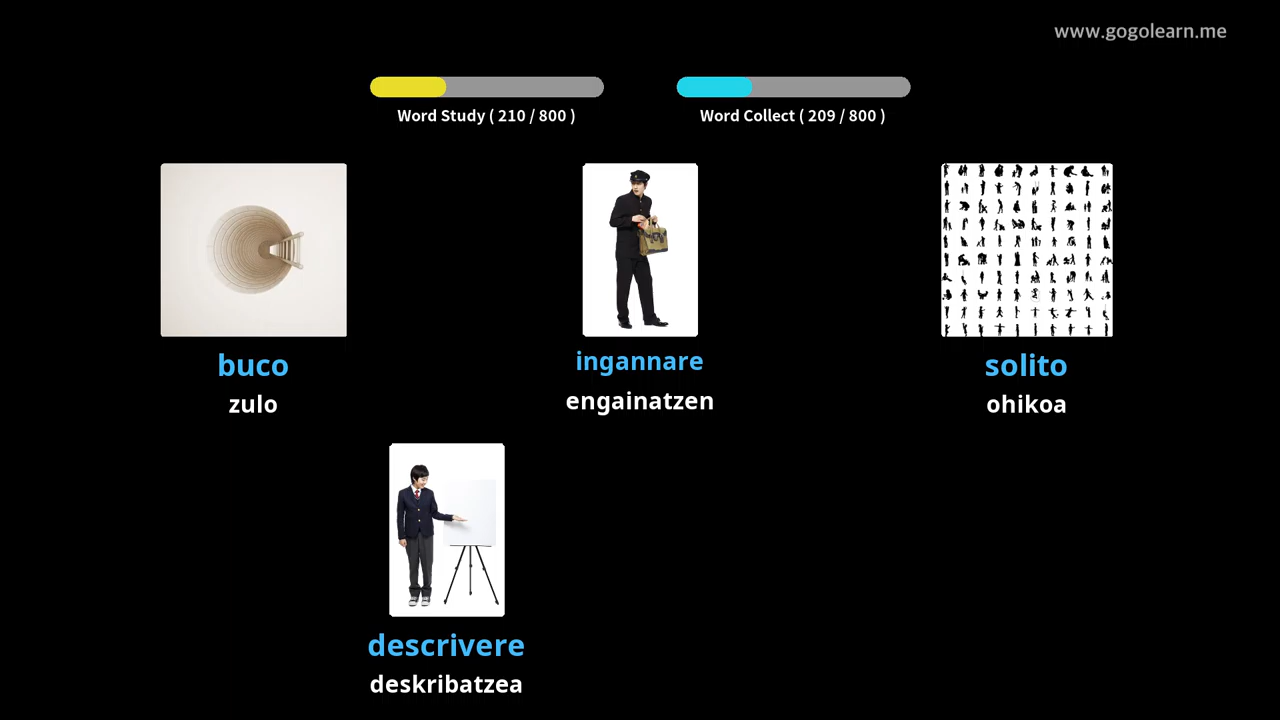 www.gogolearn.me
Word Study ( 210 / 800 )
Word Collect ( 209 / 800 )
buco
zulo
ingannare
engainatzen
solito
ohikoa
descrivere
deskribatzea